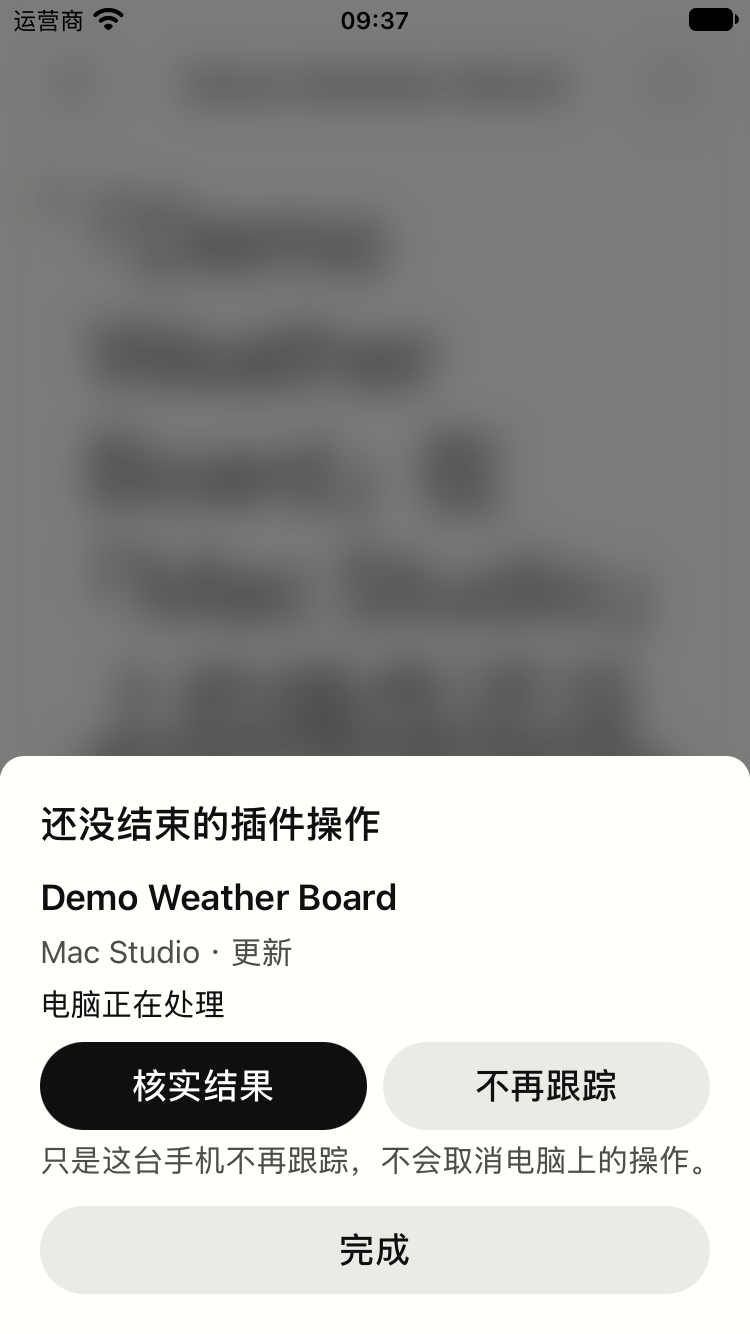 运营商
09:37
还没结束的插件操作
Demo Weather Board
Mac Studio · 更新
电脑正在处理
核实结果
不再跟踪
只是这台手机不再跟踪，不会取消电脑上的操作。
完成